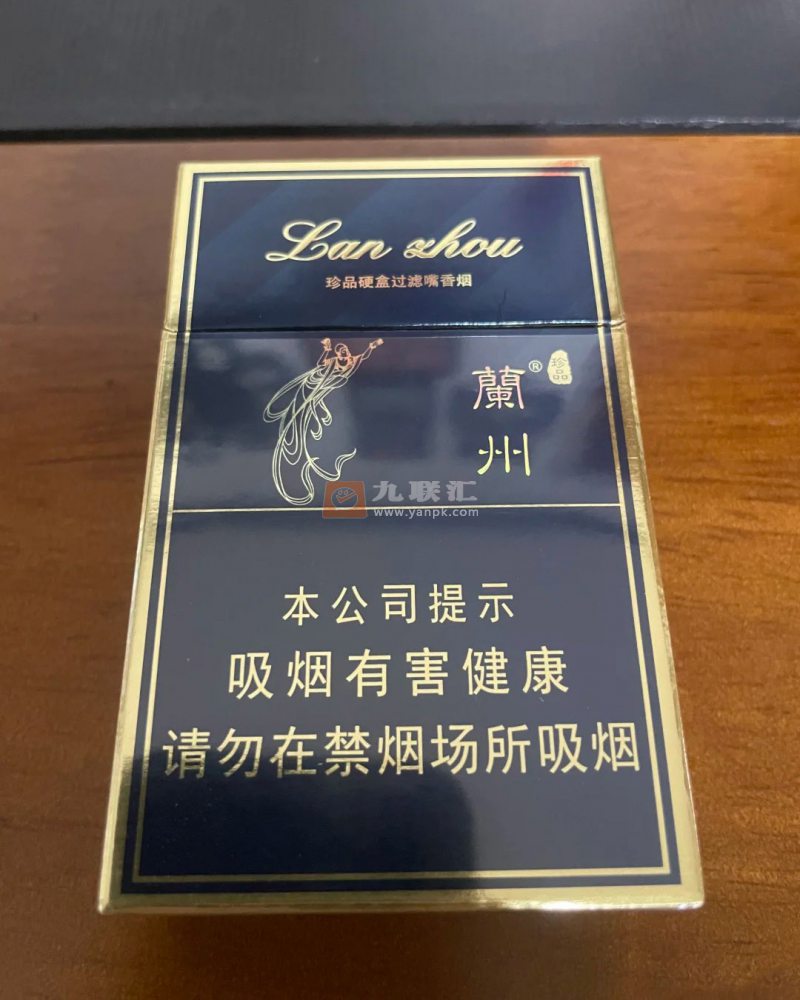 Lan zhou
珍品硬盒过滤嘴香烟
蘭®
珍品
州
九联汇
www.yanpk.com
本公司提示
吸烟有害健康
请勿在禁烟场所吸烟